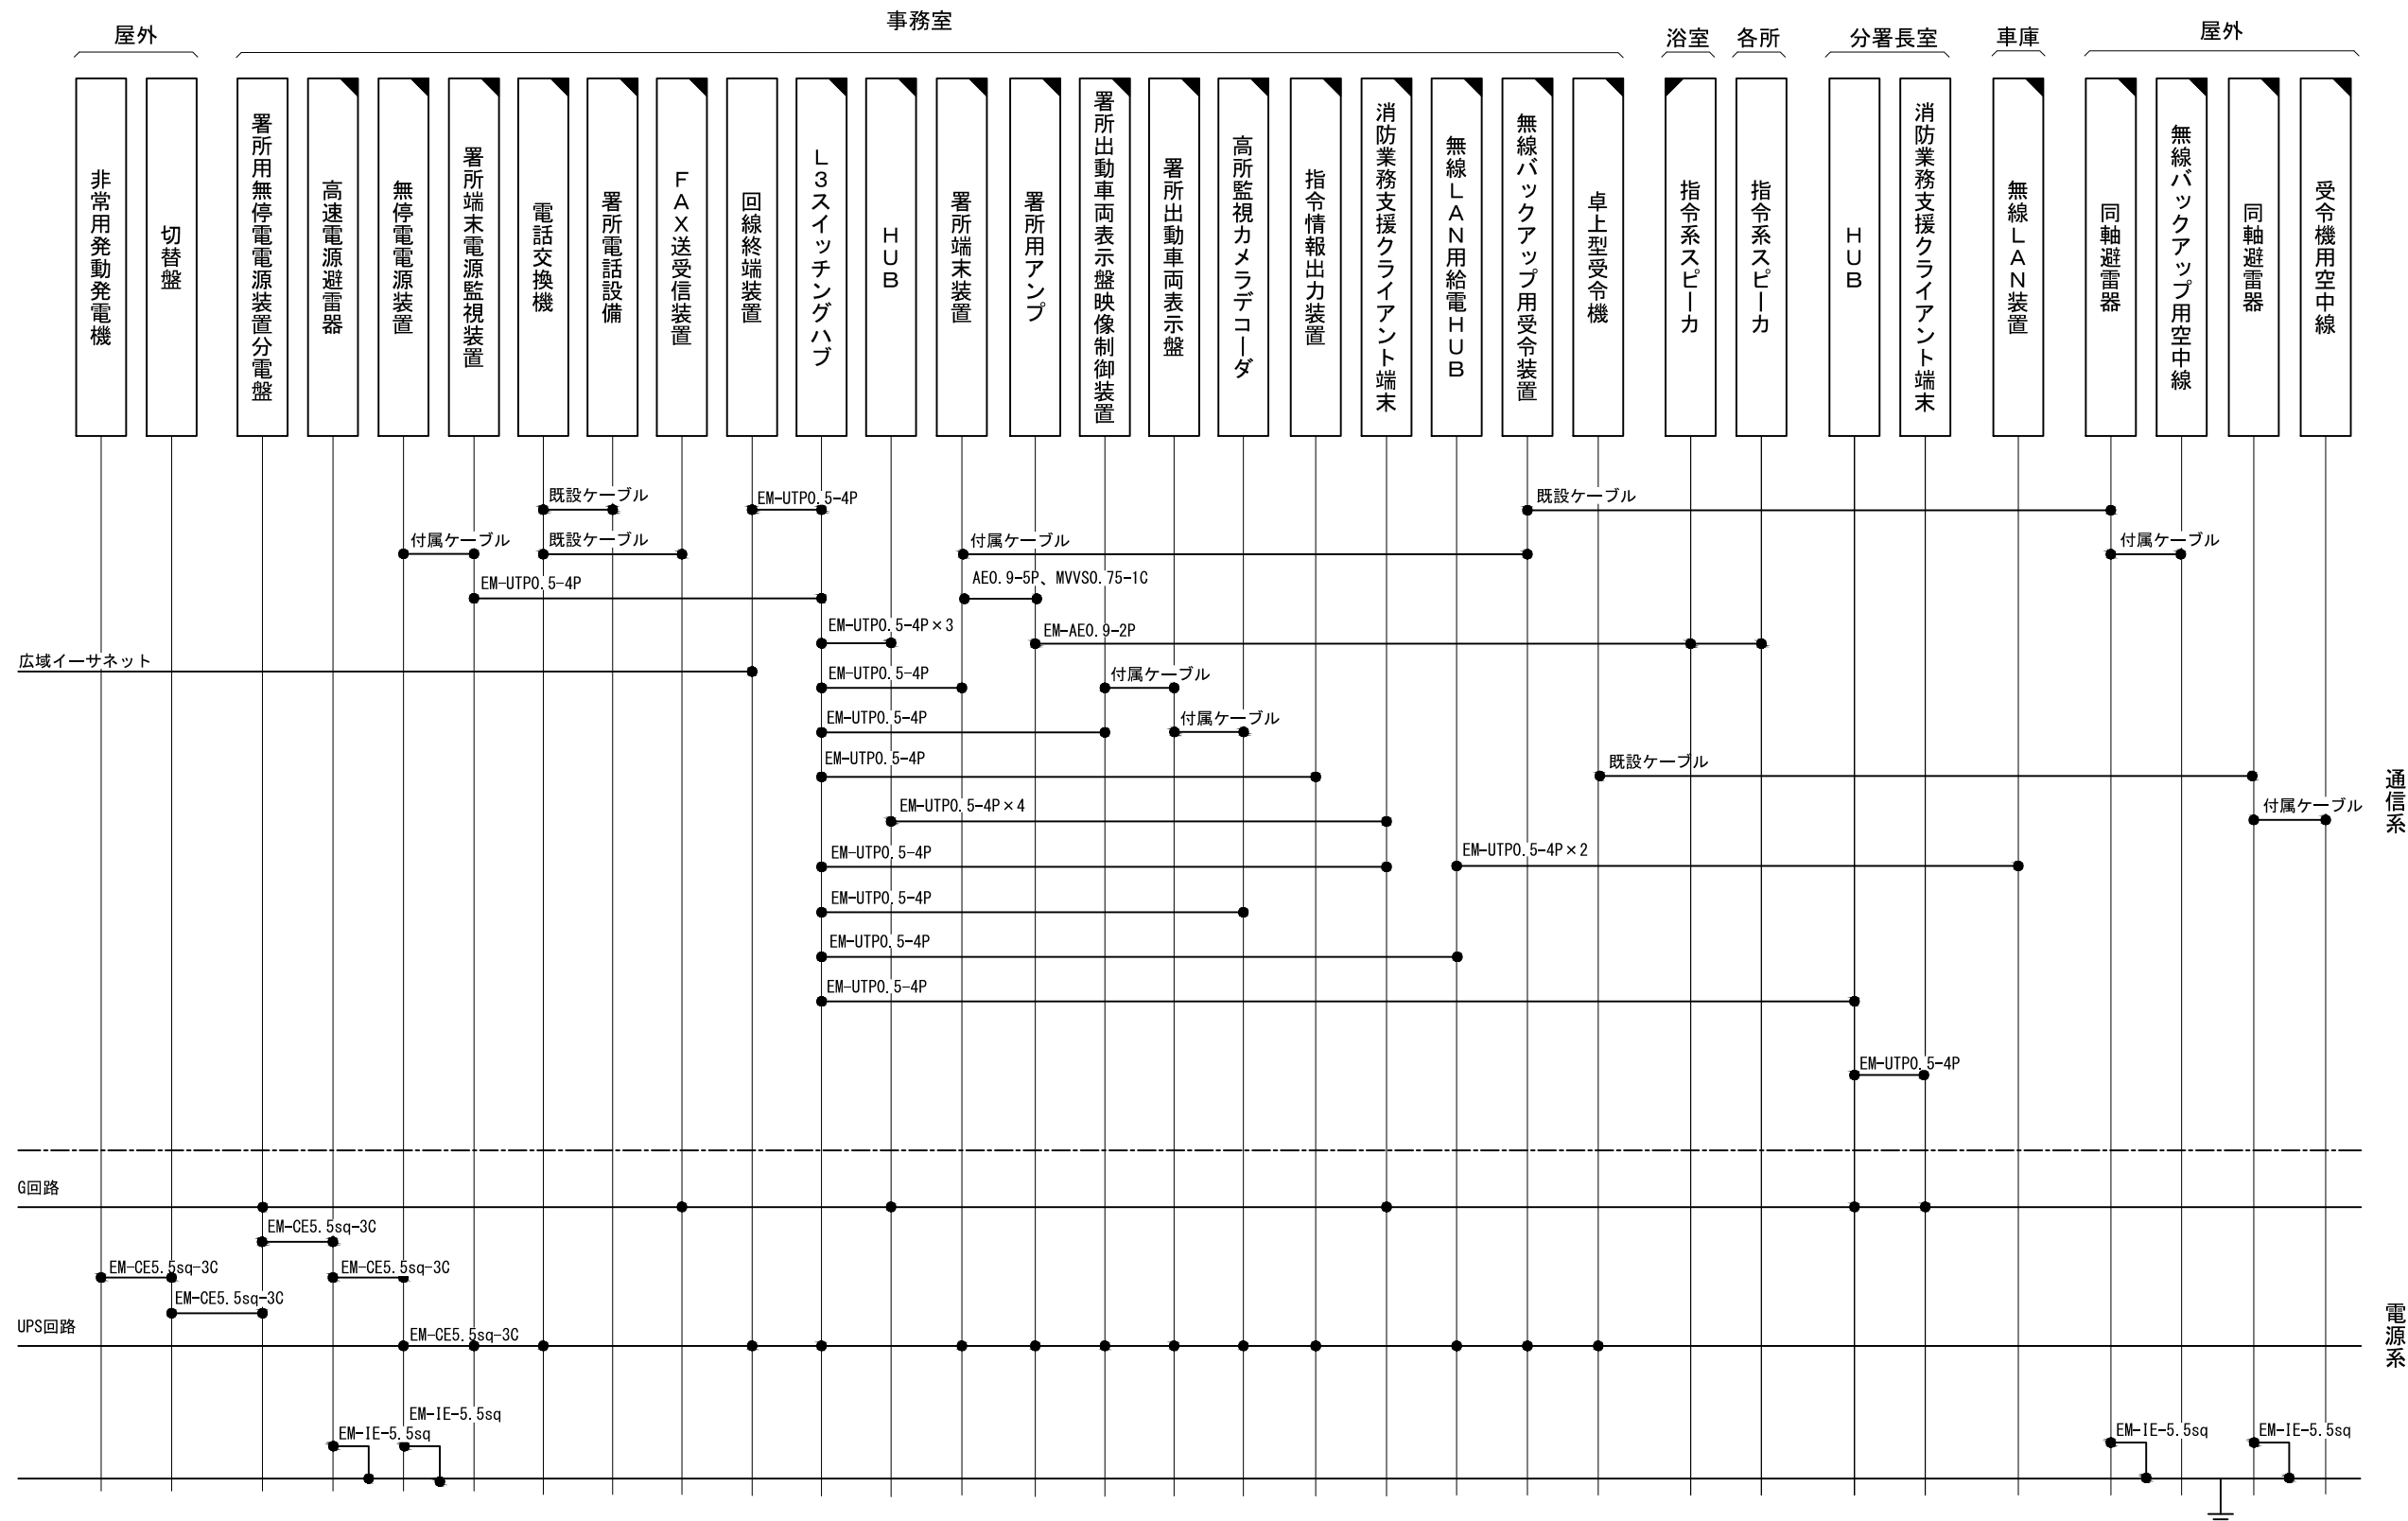 屋外
事務室
浴室
各所
分署長室
車庫
屋外
非常用発動発電機
切替盤
署所用無停電電源装置分電盤
高速電源避雷器
無停電電源装置
署所端末電源監視装置
電話交換機
署所電話設備
FAX送受信装置
回線終端装置
L3スイッチングハブ
HUB
署所端末装置
署所用アンプ
署所出動車両表示盤映像制御装置
署所出動車両表示盤
高所監視カメラデコーダ
指令情報出力装置
消防業務支援クライアント端末
無線LAN用給電HUB
無線バックアップ用受令装置
卓上型受令機
指令系スピーカ
指令系スピーカ
HUB
消防業務支援クライアント端末
無線LAN装置
同軸避雷器
無線バックアップ用空中線
同軸避雷器
受令機用空中線
既設ケーブル
EM-UTP0.5-4P
既設ケーブル
付属ケーブル
既設ケーブル
付属ケーブル
付属ケーブル
EM-UTP0.5-4P
AE0.9-5P、MVVS0.75-1C
EM-UTP0.5-4P×3
EM-AE0.9-2P
広域イーサネット
EM-UTP0.5-4P
付属ケーブル
EM-UTP0.5-4P
付属ケーブル
EM-UTP0.5-4P
既設ケーブル
通信系
EM-UTP0.5-4P×4
付属ケーブル
EM-UTP0.5-4P
EM-UTP0.5-4P×2
EM-UTP0.5-4P
EM-UTP0.5-4P
EM-UTP0.5-4P
EM-UTP0.5-4P
G回路
EM-CE5.5sq-3C
EM-CE5.5sq-3C
EM-CE5.5sq-3C
EM-CE5.5sq-3C
UPS回路
EM-CE5.5sq-3C
電源系
EM-IE-5.5sq
EM-IE-5.5sq
EM-IE-5.5sq
EM-IE-5.5sq